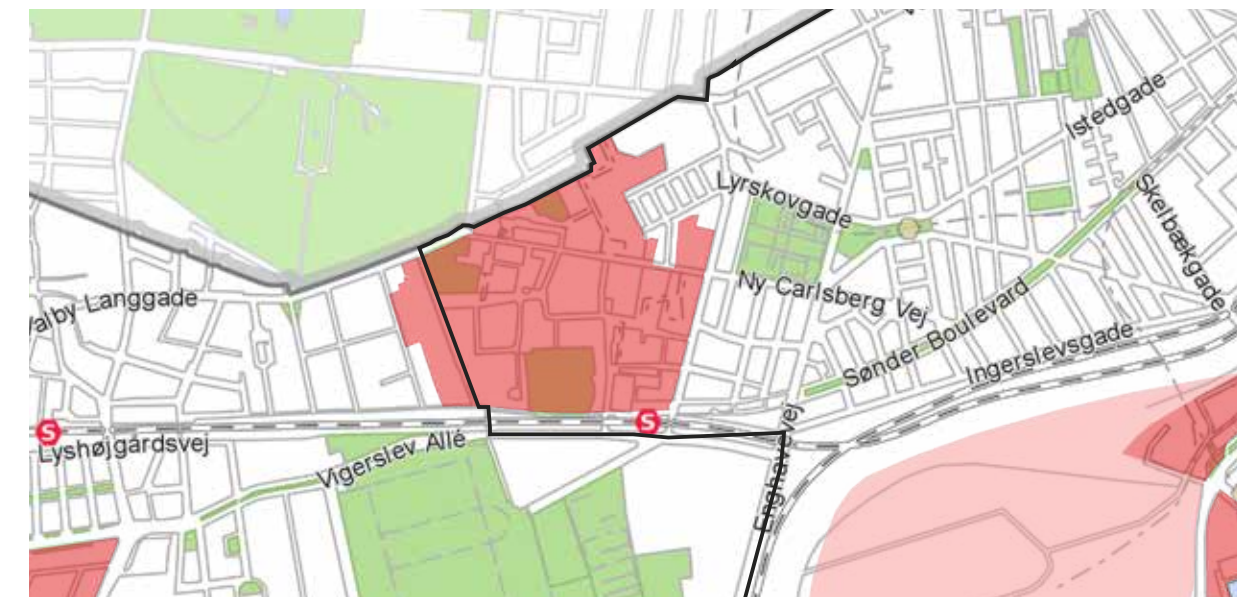 Istedgade
Lyrskovgade
Skelbækgade
Ny Carlsberg Vej
Valby Langgade
Sønder Boulevard
Ingerslevsgade
S
S
Lyshøjgårdsvej
Vigerslev Allé
Enghavevej